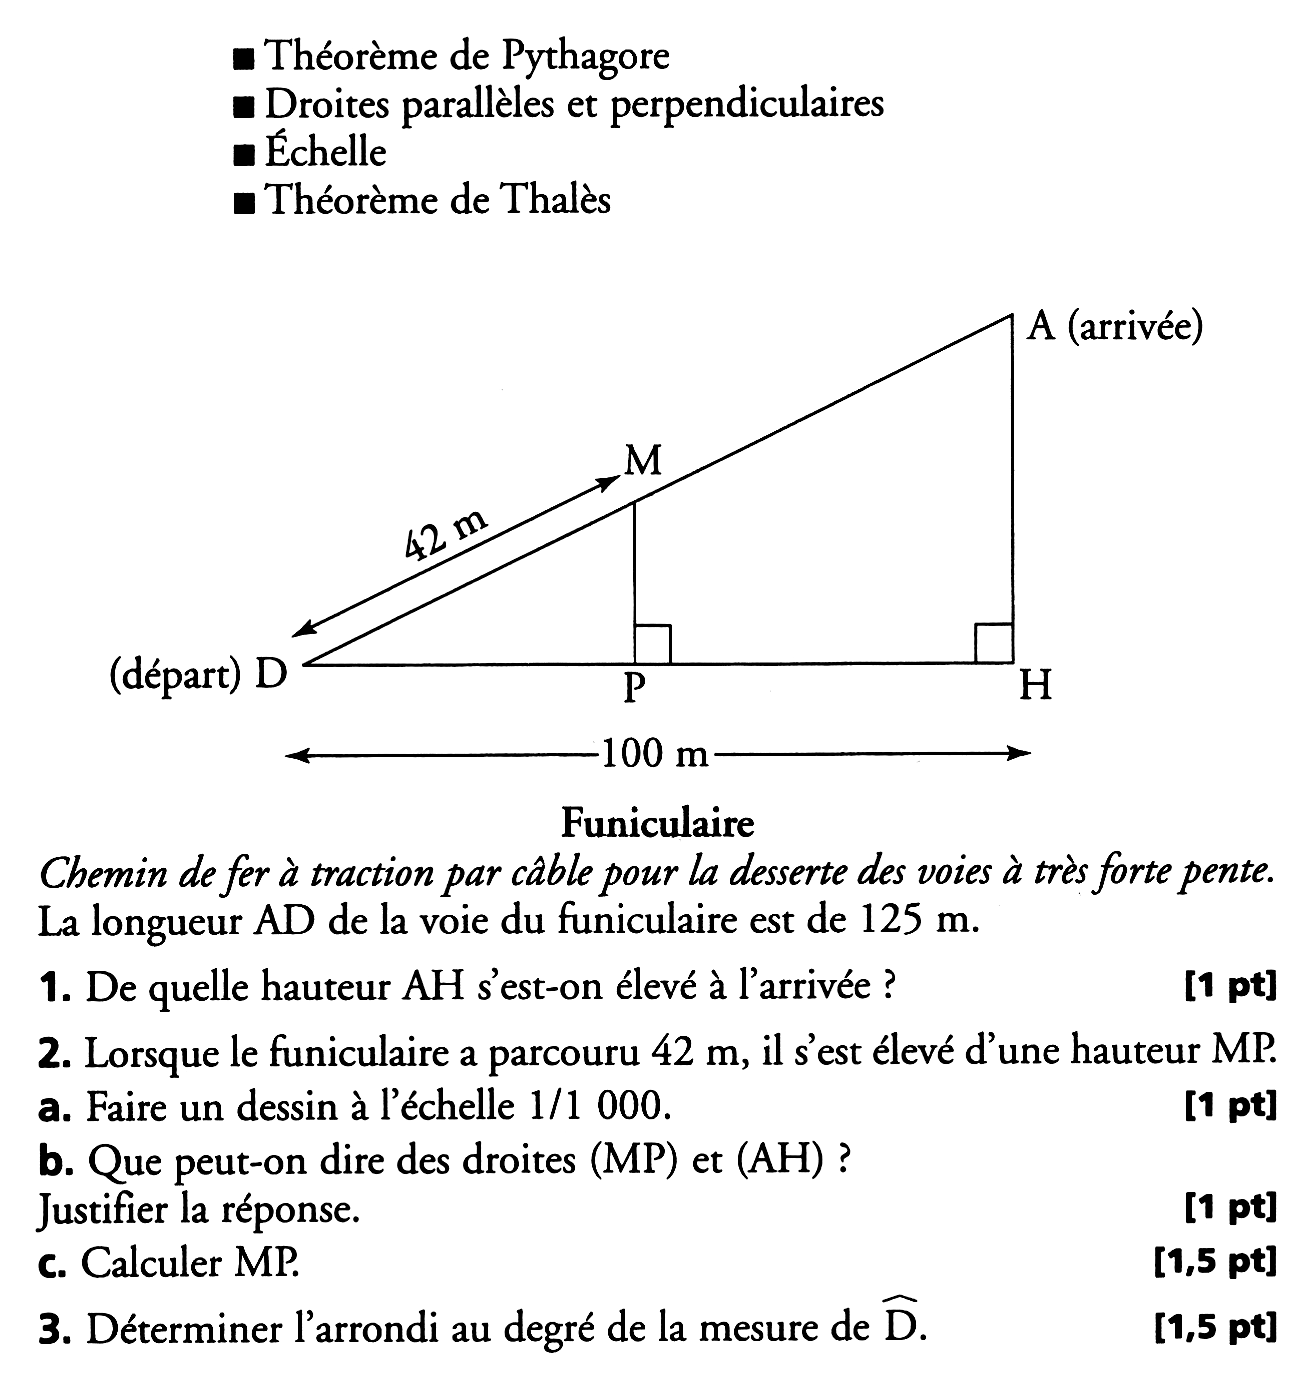 ■ Théorème de Pythagore
■ Droites parallèles et perpendiculaires
■ Échelle
■ Théorème de Thalès
A (arrivée)
M
42 m
(départ) D
P
H
100 m
Funiculaire
Chemin de fer à traction par câble pour la desserte des voies à très forte pente.
La longueur AD de la voie du funiculaire est de 125 m.
1. De quelle hauteur AH s'est-on élevé à l'arrivée ? [1 pt]
2. Lorsque le funiculaire a parcouru 42 m, il s'est élevé d'une hauteur MP.
a. Faire un dessin à l'échelle 1/1 000. [1 pt]
b. Que peut-on dire des droites (MP) et (AH) ?
Justifier la réponse. [1 pt]
c. Calculer MP. [1,5 pt]
3. Déterminer l'arrondi au degré de la mesure de D̂. [1,5 pt]